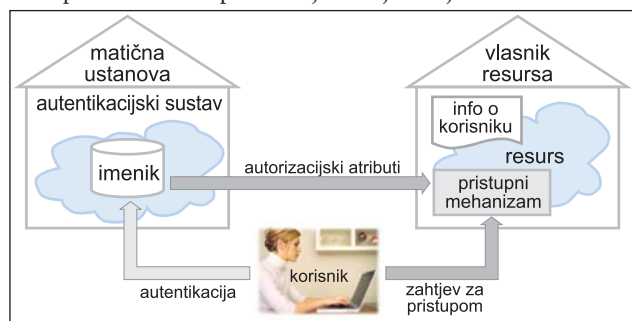 matična
ustanova
autentikacijski sustav
imenik
autorizacijski atributi
vlasnik
resursa
info o
korisniku
resurs
pristupni
mehanizam
korisnik
autentikacija
zahtjev za
pristupom